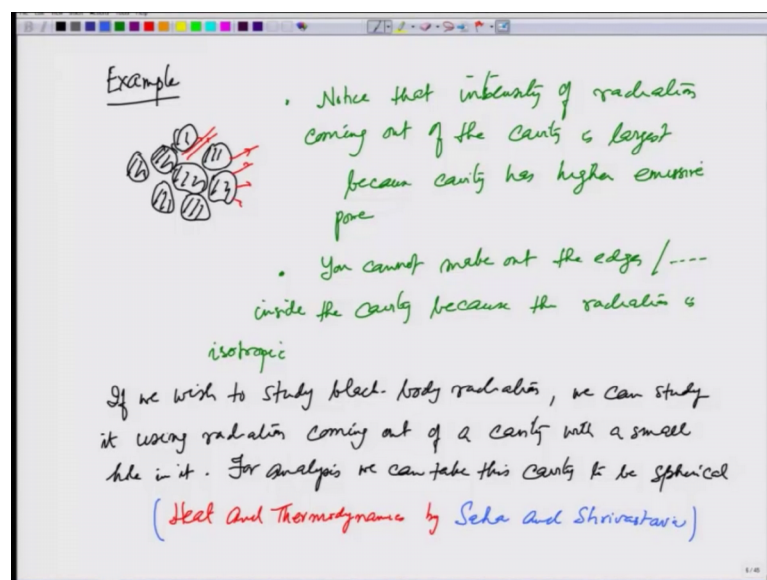 Example
• Notice that intensity of radiation
coming out of the cavity is largest
because cavity has higher emissive
powe
• You cannot make out the edges /----
inside the cavity because the radiation is
isotropic
If we wish to study black-body radiation, we can study
it using radiation coming out of a cavity with a small
hole in it. For analysis we can take this cavity to be spherical
(Heat and Thermodynamics by Saha and Shrivastava)
6/45